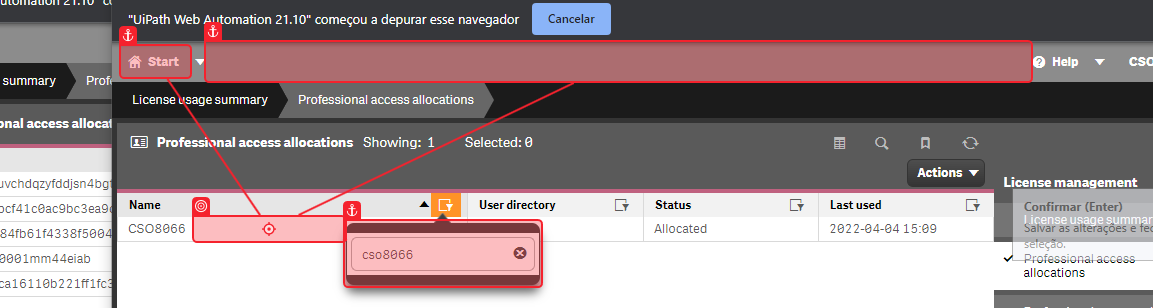 utomation 21.10" co
"UiPath Web Automation 21.10" começou a depurar esse navegador
Cancelar
Start
Help
CSO
summary
Profe
License usage summary
Professional access allocations
onal access allocat
Professional access allocations
Showing: 1
Selected: 0
Actions
License management
Name
User directory
Status
Last used
CSO8066
Allocated
2022-04-04 15:09
cso8066
Confirmar (Enter)
License usage summar
Salvar as alterações e fec
seleção.
Professional access
allocations
uvchdqzyfddjsn4bgt
bcf41c0ac9bc3ea9c
84fb61f4338f5004
0001mm44eiab
ca16110b221ff1fc3